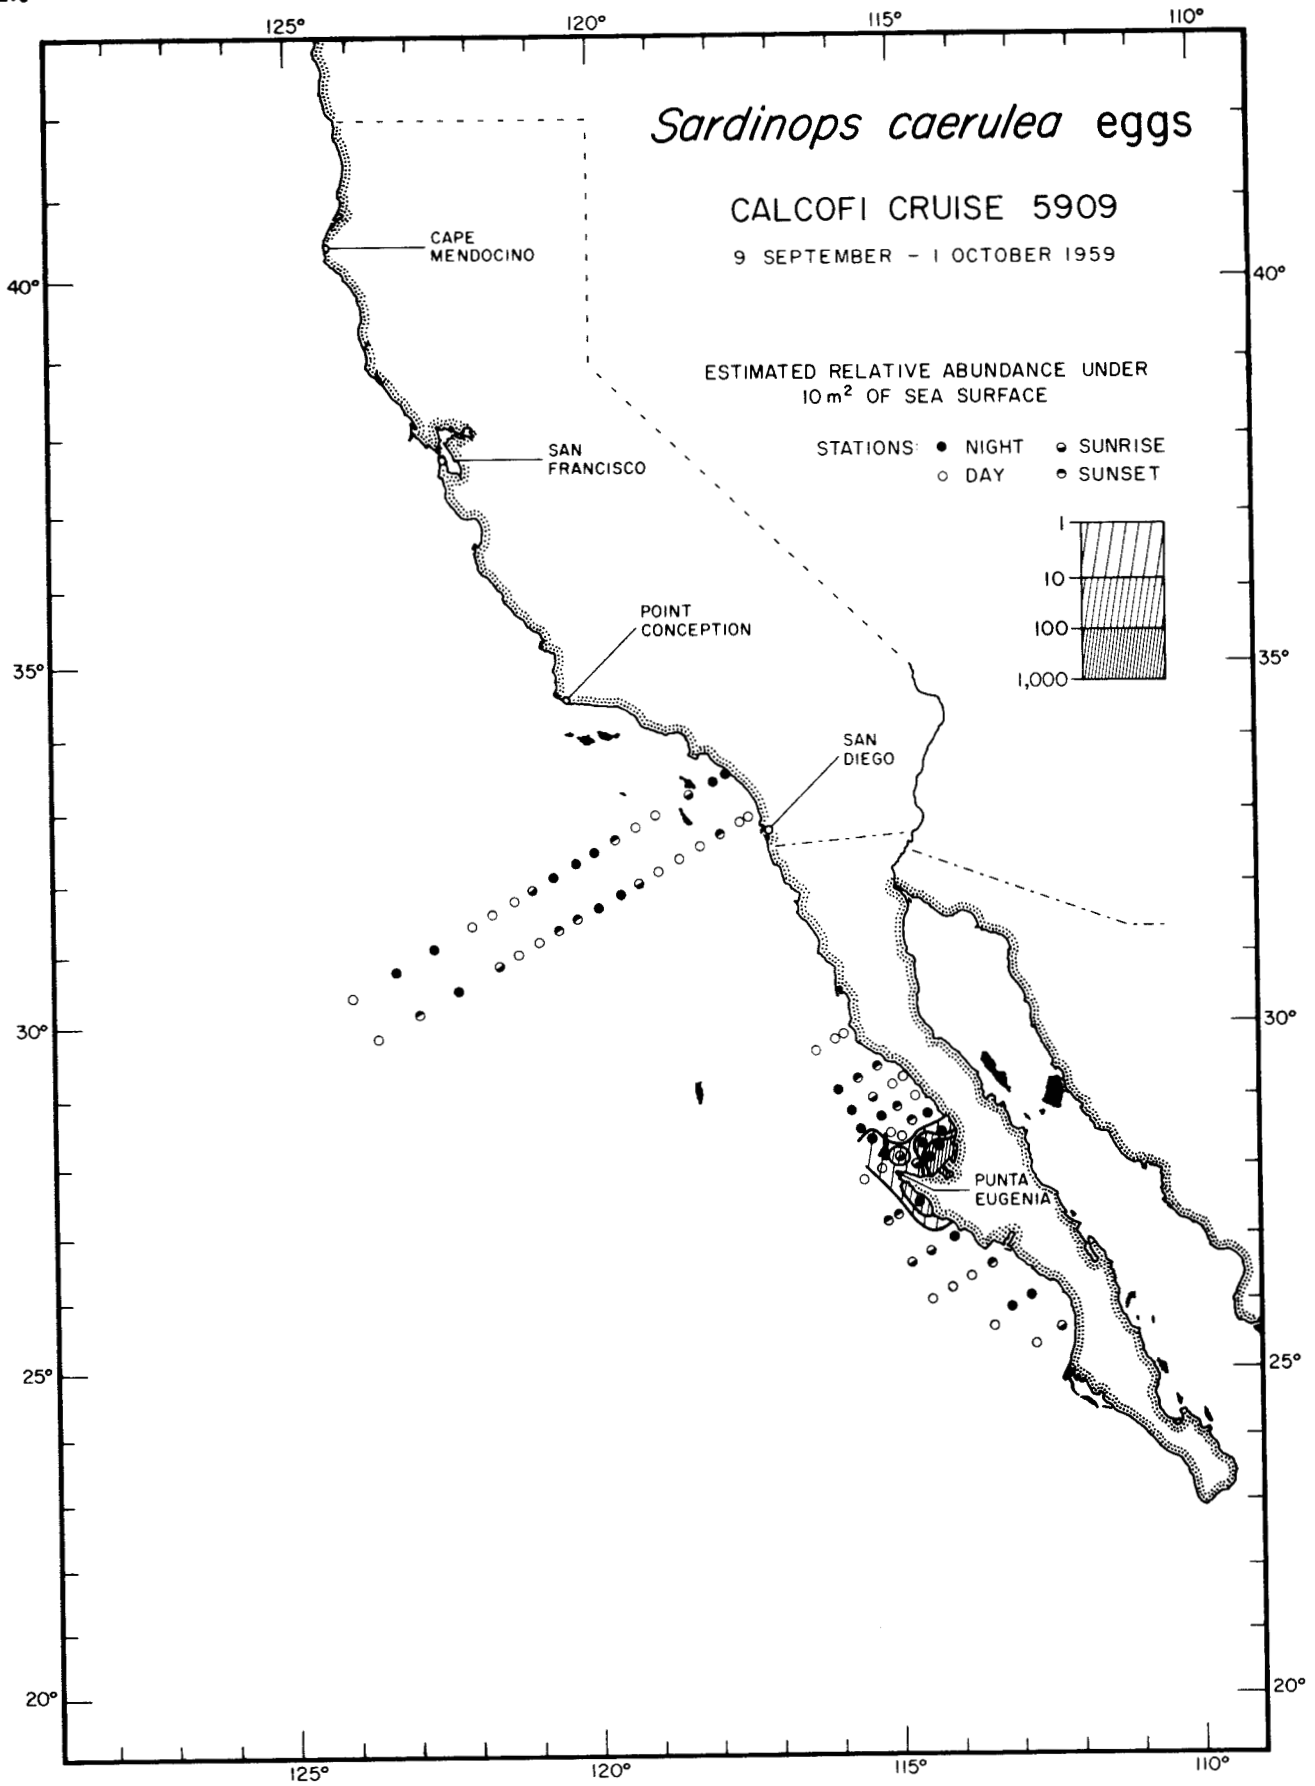 125°
120°
115°
110°
Sardinops caerulea eggs
CALCOFI CRUISE 5909
9 SEPTEMBER - 1 OCTOBER 1959
CAPE
MENDOCINO
40°
40°
ESTIMATED RELATIVE ABUNDANCE UNDER
10 m² OF SEA SURFACE
STATIONS: NIGHT SUNRISE
DAY SUNSET
SAN
FRANCISCO
1
10
100
1,000
POINT
CONCEPTION
35°
35°
SAN
DIEGO
30°
30°
PUNTA
EUGENIA
25°
25°
20°
20°
125°
120°
115°
110°